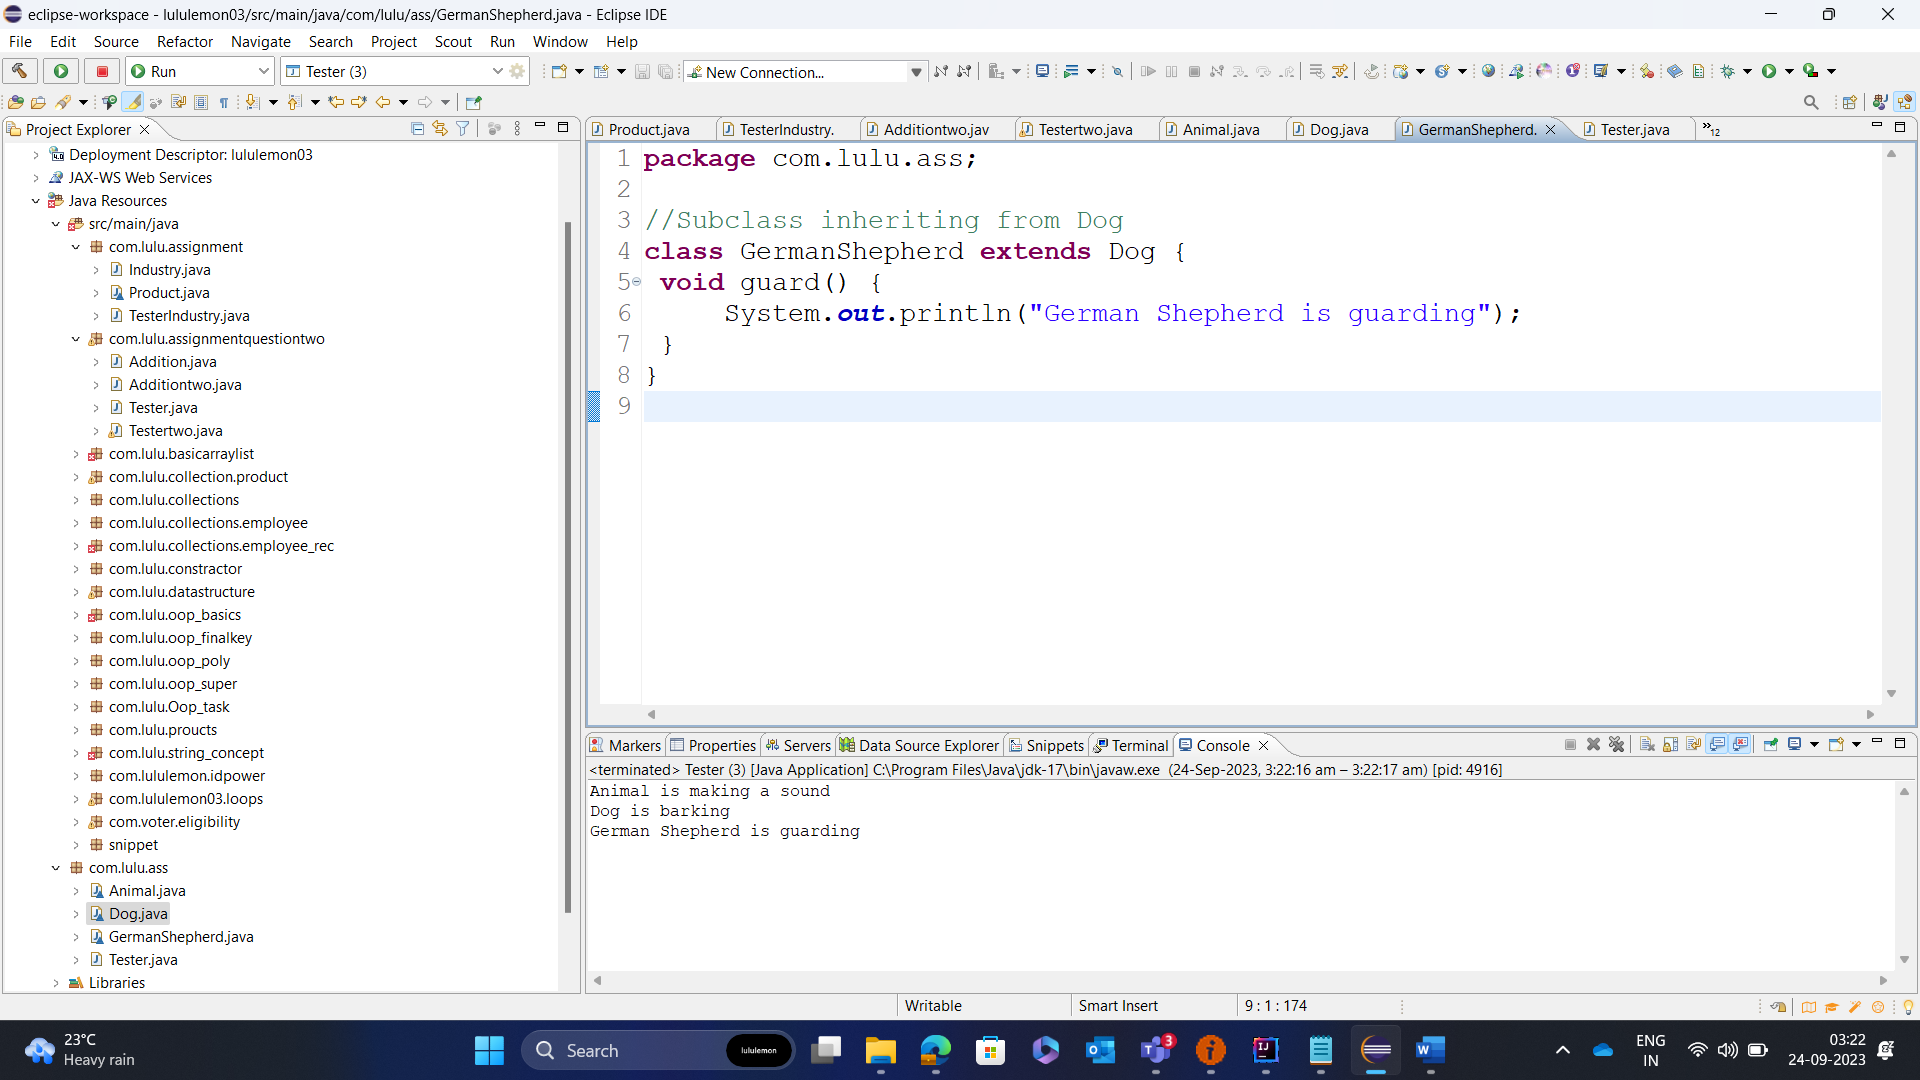 eclipse-workspace - lululemon03/src/main/java/com/lulu/ass/GermanShepherd.java - Eclipse IDE
File Edit Source Refactor Navigate Search Project Scout Run Window Help
Run Tester (3) New Connection...
Project Explorer
Deployment Descriptor: lululemon03
JAX-WS Web Services
Java Resources
src/main/java
com.lulu.assignment
Industry.java
Product.java
TesterIndustry.java
com.lulu.assignmentquestiontwo
Addition.java
Additiontwo.java
Tester.java
Testertwo.java
com.lulu.basicarraylist
com.lulu.collection.product
com.lulu.collections
com.lulu.collections.employee
com.lulu.collections.employee_rec
com.lulu.constractor
com.lulu.datastructure
com.lulu.oop_basics
com.lulu.oop_finalkey
com.lulu.oop_poly
com.lulu.oop_super
com.lulu.Oop_task
com.lulu.proucts
com.lulu.string_concept
com.lululemon.idpower
com.lululemon03.loops
com.voter.eligibility
snippet
com.lulu.ass
Animal.java
Dog.java
GermanShepherd.java
Tester.java
Libraries
Product.java TesterIndustry. Additiontwo.jav Testertwo.java Animal.java Dog.java GermanShepherd. Tester.java »12
1 package com.lulu.ass;
2
3 //Subclass inheriting from Dog
4 class GermanShepherd extends Dog {
5 void guard() {
6 System.out.println("German Shepherd is guarding");
7 }
8 }
9
Markers Properties Servers Data Source Explorer Snippets Terminal Console
<terminated> Tester (3) [Java Application] C:\Program Files\Java\jdk-17\bin\javaw.exe (24-Sep-2023, 3:22:16 am – 3:22:17 am) [pid: 4916]
Animal is making a sound
Dog is barking
German Shepherd is guarding
Writable Smart Insert 9 : 1 : 174
23°C
Heavy rain
Search lululemon
3
ENG
IN
03:22
24-09-2023